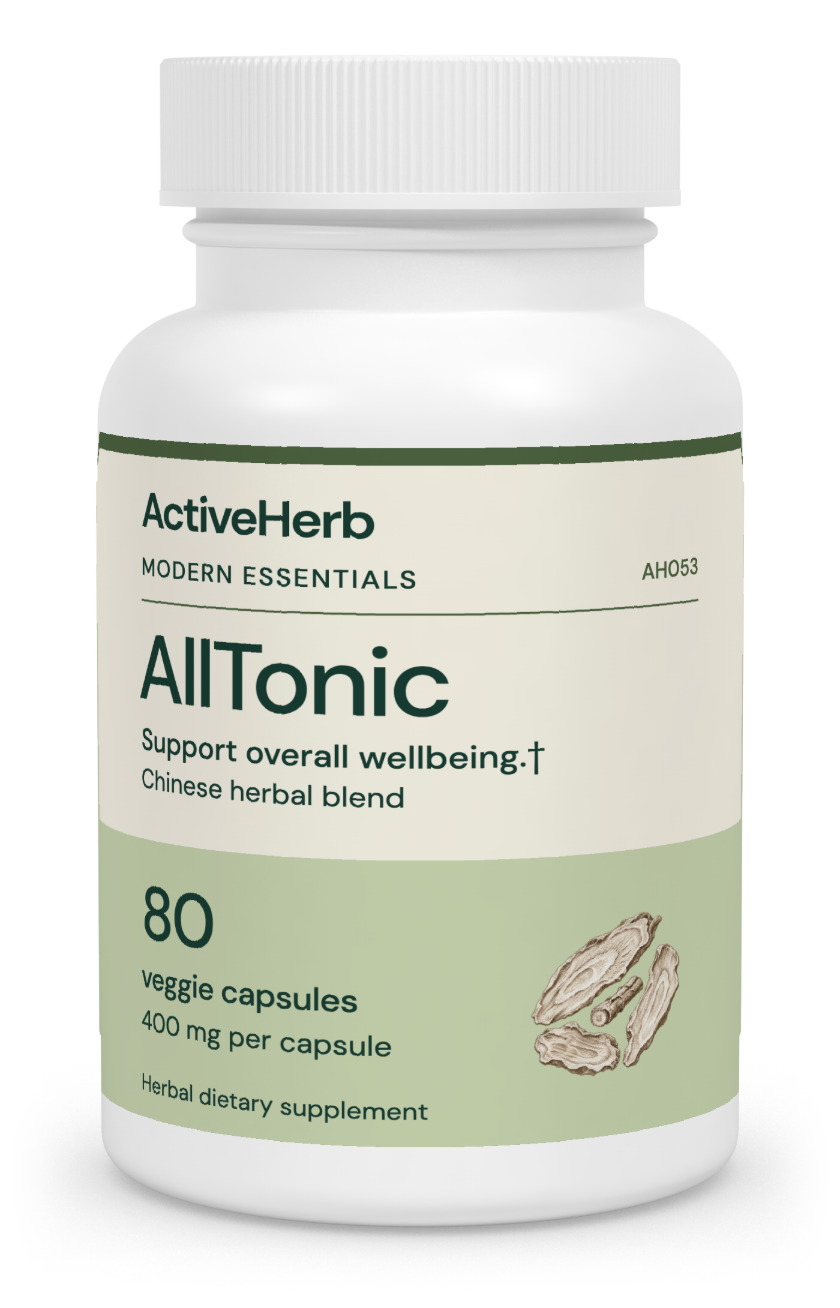 ActiveHerb
MODERN ESSENTIALS
AH053
AllTonic
Support overall wellbeing.†
Chinese herbal blend
80
veggie capsules
400 mg per capsule
Herbal dietary supplement